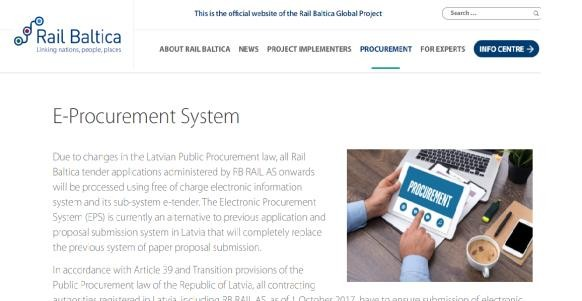 This is the official website of the Rail Baltica Global Project
Search ...
Rail Baltica
Linking nations, people, places
ABOUT RAIL BALTICA NEWS PROJECT IMPLEMENTERS PROCUREMENT FOR EXPERTS INFO CENTRE →
E-Procurement System
Due to changes in the Latvian Public Procurement law, all Rail
Baltica tender applications administered by RB RAIL AS onwards
will be processed using free of charge electronic information
system and its sub-system e-tender. The Electronic Procurement
System (EPS) is currently an alternative to previous application and
proposal submission system in Latvia that will completely replace
the previous system of paper proposal submission.
PROCUREMENT
In accordance with Article 39 and Transition provisions of the
Public Procurement law of the Republic of Latvia, all contracting
authorities registered in Latvia, including RB RAIL AS, as of 1 October 2017, have to ensure submission of electronic